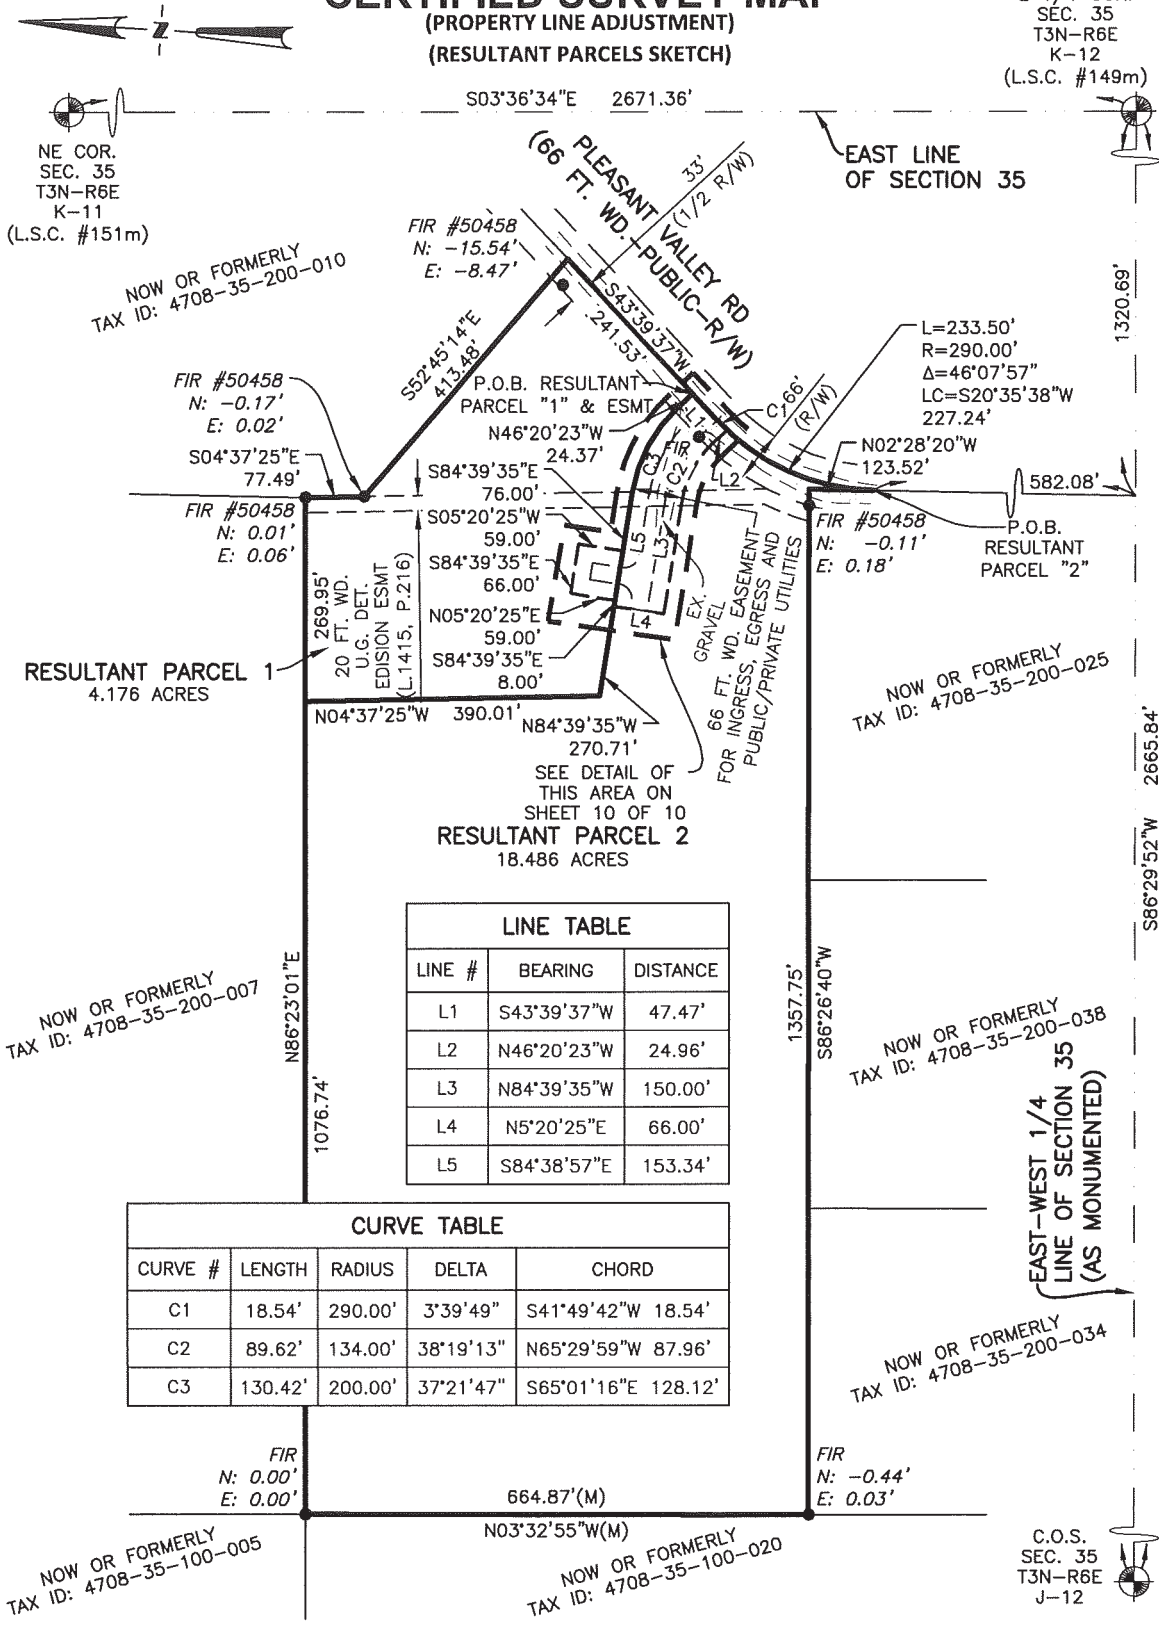 CERTIFIED SURVEY MAP
(PROPERTY LINE ADJUSTMENT)
(RESULTANT PARCELS SKETCH)
Z
SEC. 35
T3N-R6E
K-12
(L.S.C. #149m)
S03°36'34"E 2671.36'
NE COR.
SEC. 35
T3N-R6E
K-11
(L.S.C. #151m)
EAST LINE
OF SECTION 35
PLEASANT VALLEY RD
(66 FT. WD.-PUBLIC-R/W)
33'
(1/2 R/W)
FIR #50458
N: -15.54'
E: -8.47'
NOW OR FORMERLY
TAX ID: 4708-35-200-010
1320.69'
S43°39'37"W
241.53'
S52°45'14"E
413.48'
L=233.50'
R=290.00'
Δ=46°07'57"
LC=S20°35'38"W
227.24'
FIR #50458
N: -0.17'
E: 0.02'
P.O.B. RESULTANT
PARCEL "1" & ESMT
C1
66'
(R/W)
L1
N46°20'23"W
24.37'
FIR
L2
N02°28'20"W
123.52'
S04°37'25"E
77.49'
S84°39'35"E
76.00'
C3
C2
582.08'
FIR #50458
N: 0.01'
E: 0.06'
S05°20'25"W
59.00'
FIR #50458
N: -0.11'
E: 0.18'
P.O.B.
RESULTANT
PARCEL "2"
L5
L3
S84°39'35"E
66.00'
269.95'
20 FT. WD.
U.G. DET.
EDISION ESMT
(L.1415, P.216)
N05°20'25"E
59.00'
L4
EX.
GRAVEL
66 FT. WD. EASEMENT
FOR INGRESS, EGRESS AND
PUBLIC/PRIVATE UTILITIES
S84°39'35"E
8.00'
RESULTANT PARCEL 1
4.176 ACRES
NOW OR FORMERLY
TAX ID: 4708-35-200-025
N04°37'25"W 390.01'
N84°39'35"W
270.71'
SEE DETAIL OF
THIS AREA ON
SHEET 10 OF 10
RESULTANT PARCEL 2
18.486 ACRES
S86°29'52"W 2665.84'
LINE TABLE
LINE # BEARING DISTANCE
L1 S43°39'37"W 47.47'
L2 N46°20'23"W 24.96'
L3 N84°39'35"W 150.00'
L4 N5°20'25"E 66.00'
L5 S84°38'57"E 153.34'
N86°23'01"E
1076.74'
1357.75'
S86°26'40"W
NOW OR FORMERLY
TAX ID: 4708-35-200-007
NOW OR FORMERLY
TAX ID: 4708-35-200-038
EAST-WEST 1/4
LINE OF SECTION 35
(AS MONUMENTED)
CURVE TABLE
CURVE # LENGTH RADIUS DELTA CHORD
C1 18.54' 290.00' 3°39'49" S41°49'42"W 18.54'
C2 89.62' 134.00' 38°19'13" N65°29'59"W 87.96'
C3 130.42' 200.00' 37°21'47" S65°01'16"E 128.12'
NOW OR FORMERLY
TAX ID: 4708-35-200-034
FIR
N: 0.00'
E: 0.00'
664.87'(M)
N03°32'55"W(M)
FIR
N: -0.44'
E: 0.03'
NOW OR FORMERLY
TAX ID: 4708-35-100-005
NOW OR FORMERLY
TAX ID: 4708-35-100-020
C.O.S.
SEC. 35
T3N-R6E
J-12